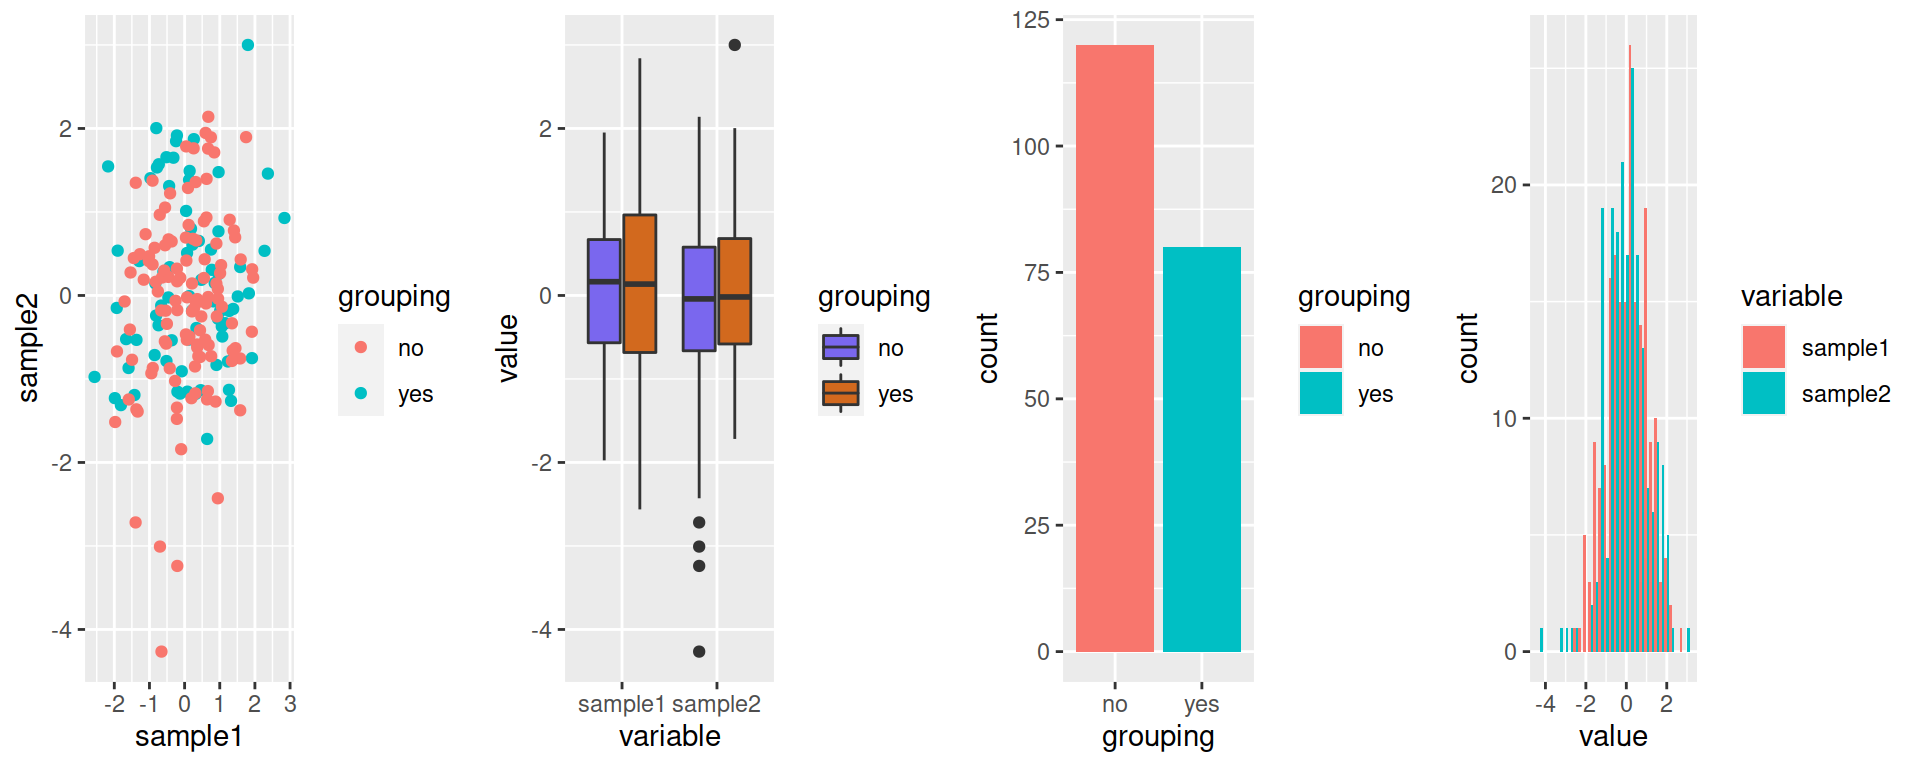 2
0
-2
-4
sample2
-2 -1 0 1 2 3
sample1
grouping
no
yes
2
0
-2
-4
value
sample1 sample2
variable
grouping
no
yes
125
100
75
50
25
0
count
no yes
grouping
grouping
no
yes
20
10
0
count
-4 -2 0 2
value
variable
sample1
sample2